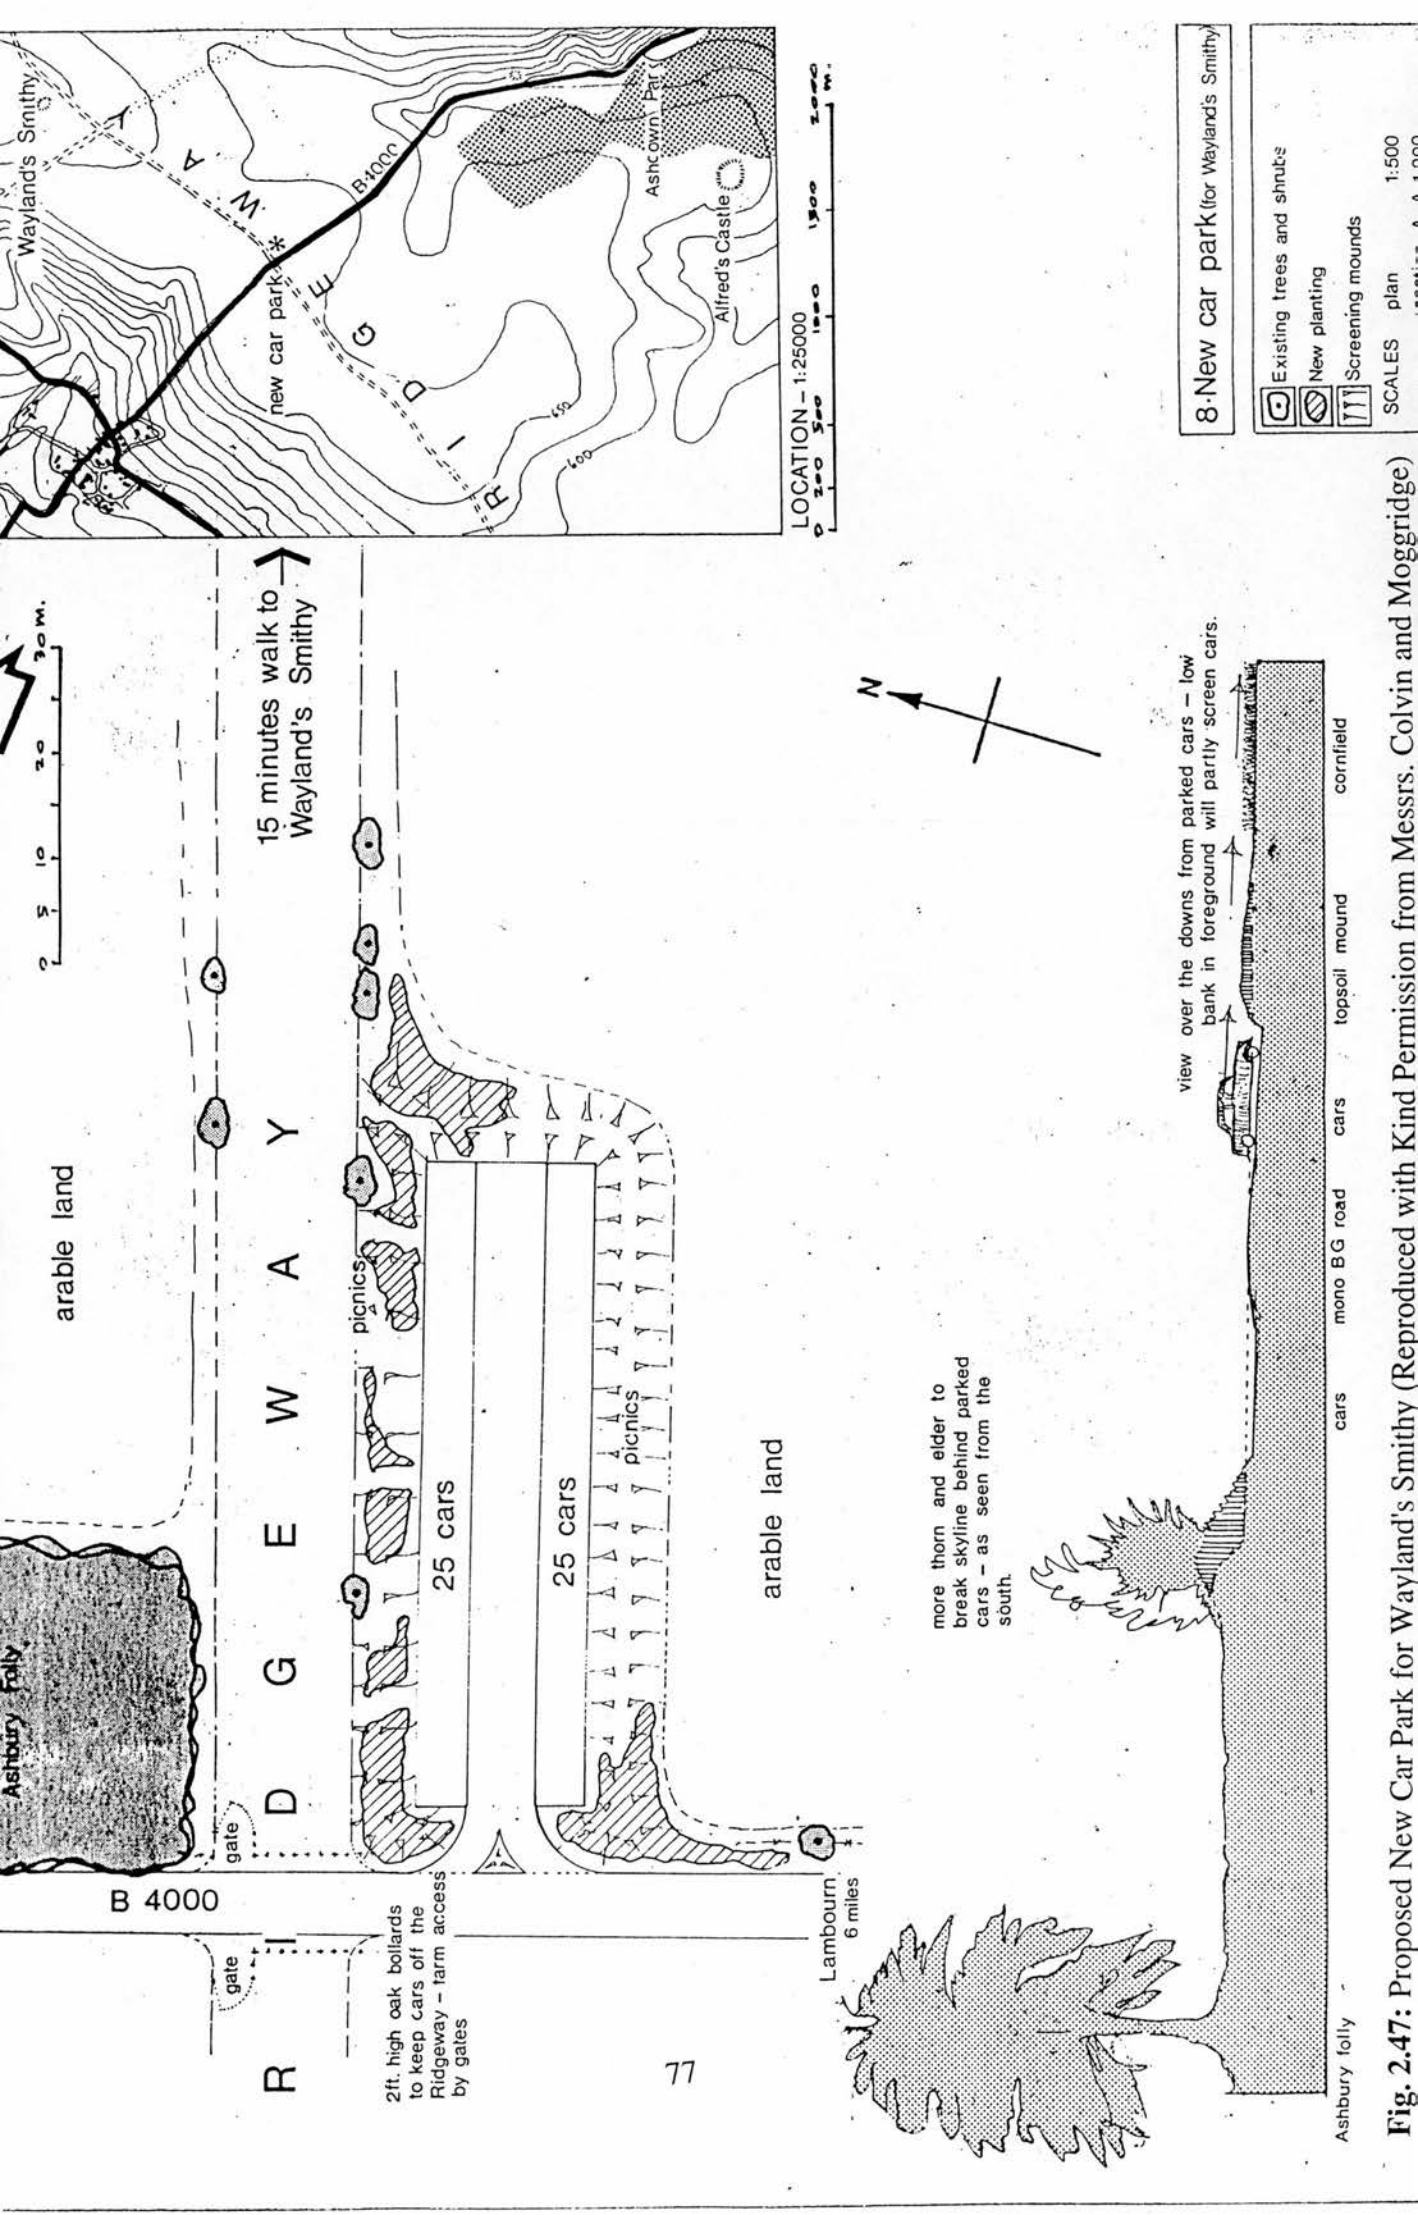 Ashbury Folly
arable land
0 5 10 20 30m.
B 4000
gate
gate
RIDGEWAY
15 minutes walk to
Wayland's Smithy
2ft. high oak bollards
to keep cars off the
Ridgeway – farm access
by gates
picnics
25 cars
25 cars
picnics
arable land
Lambourn
6 miles
Wayland's Smithy
RIDGEWAY
new car park
B4000
650
600
Ashdown Par
Alfred's Castle
LOCATION – 1:25000
0 200 500 1000 1500 2000 m.
N
more thorn and elder to
break skyline behind parked
cars – as seen from the
south.
view over the downs from parked cars – low
bank in foreground will partly screen cars.
Ashbury folly
cars
mono B G road
cars
topsoil mound
cornfield
8·New car park (for Wayland's Smithy)
Existing trees and shrubs
New planting
Screening mounds
SCALES plan 1:500
77
Fig. 2.47: Proposed New Car Park for Wayland's Smithy (Reproduced with Kind Permission from Messrs. Colvin and Moggridge)